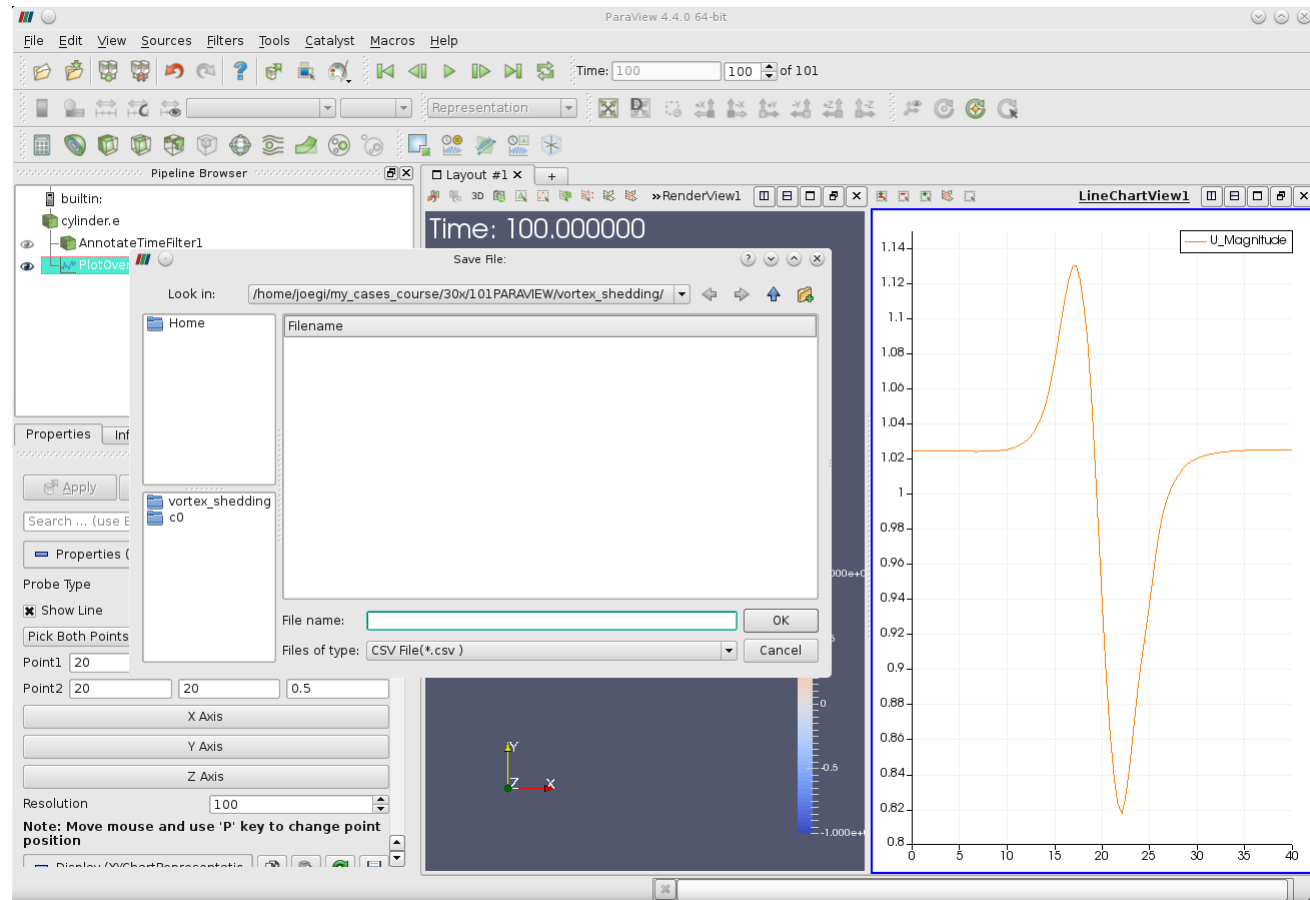 ParaView 4.4.0 64-bit
File Edit View Sources Filters Tools Catalyst Macros Help
Time: 100 100 of 101
Representation
Pipeline Browser
Layout #1
builtin:
3D »RenderView1 LineChartView1
cylinder.e
AnnotateTimeFilter1
Time: 100.000000
PlotOver
Save File:
Look in: /home/joegi/my_cases_course/30x/101PARAVIEW/vortex_shedding/
Home
Filename
vortex_shedding
c0
File name: OK
Files of type: CSV File(*.csv ) Cancel
Properties Inf
Apply
Search ... (use E
Properties (
Probe Type
Show Line
Pick Both Points
Point1 20
Point2 20 20 0.5
X Axis
Y Axis
Z Axis
Resolution 100
Note: Move mouse and use 'P' key to change point
position
Y
Z X
000e+0
5
0
-0.5
-1.000e+
U_Magnitude
1.14
1.12
1.1
1.08
1.06
1.04
1.02
1
0.98
0.96
0.94
0.92
0.9
0.88
0.86
0.84
0.82
0.8
0 5 10 15 20 25 30 35 40